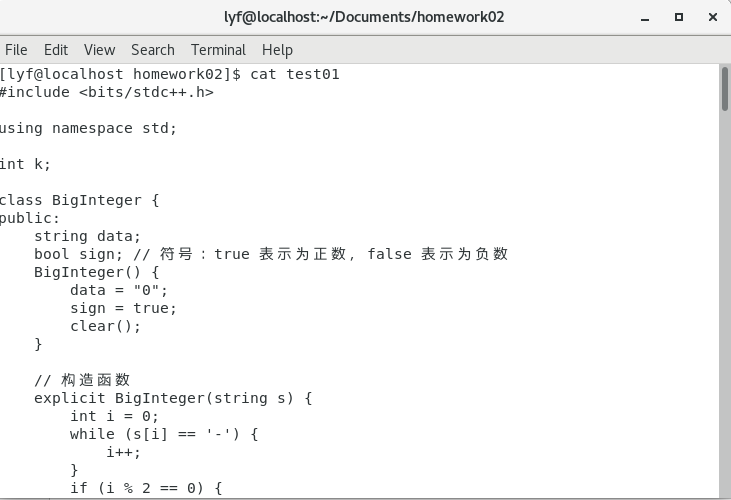 lyf@localhost:~/Documents/homework02
File Edit View Search Terminal Help
[lyf@localhost homework02]$ cat test01
#include <bits/stdc++.h>
using namespace std;
int k;
class BigInteger {
public:
    string data;
    bool sign; // 符号：true 表示为正数, false 表示为负数
    BigInteger() {
        data = "0";
        sign = true;
        clear();
    }
    // 构造函数
    explicit BigInteger(string s) {
        int i = 0;
        while (s[i] == '-') {
            i++;
        }
        if (i % 2 == 0) {